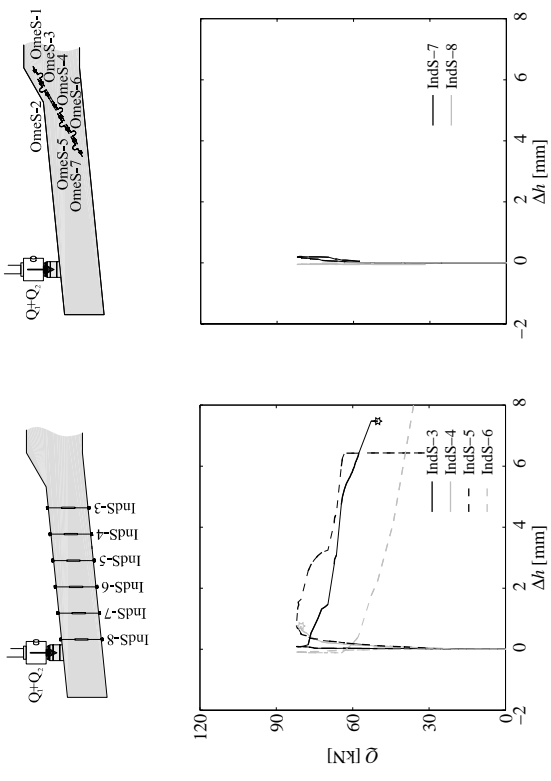 Q₁+Q₂
IndS-8
IndS-7
IndS-6
IndS-5
IndS-4
IndS-3
Q₁+Q₂
OmeS-1
OmeS-2
OmeS-3
OmeS-4
OmeS-5
OmeS-6
OmeS-7
Q [kN]
120
90
60
30
0
−2
0
2
4
6
8
Δh [mm]
IndS−3
IndS−4
IndS−5
IndS−6
−2
0
2
4
6
8
Δh [mm]
IndS−7
IndS−8